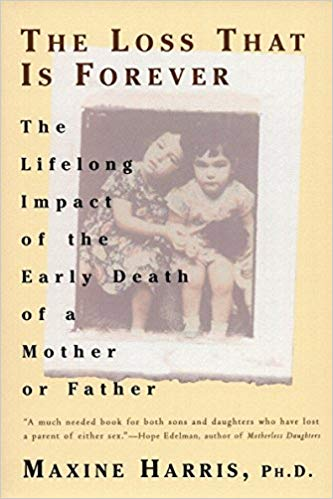 THE LOSS THAT
IS FOREVER
The
Lifelong
Impact
of the
Early Death
of a
Mother
or Father
"A much needed book for both sons and daughters who have lost
a parent of either sex."—Hope Edelman, author of Motherless Daughters
MAXINE HARRIS, PH.D.